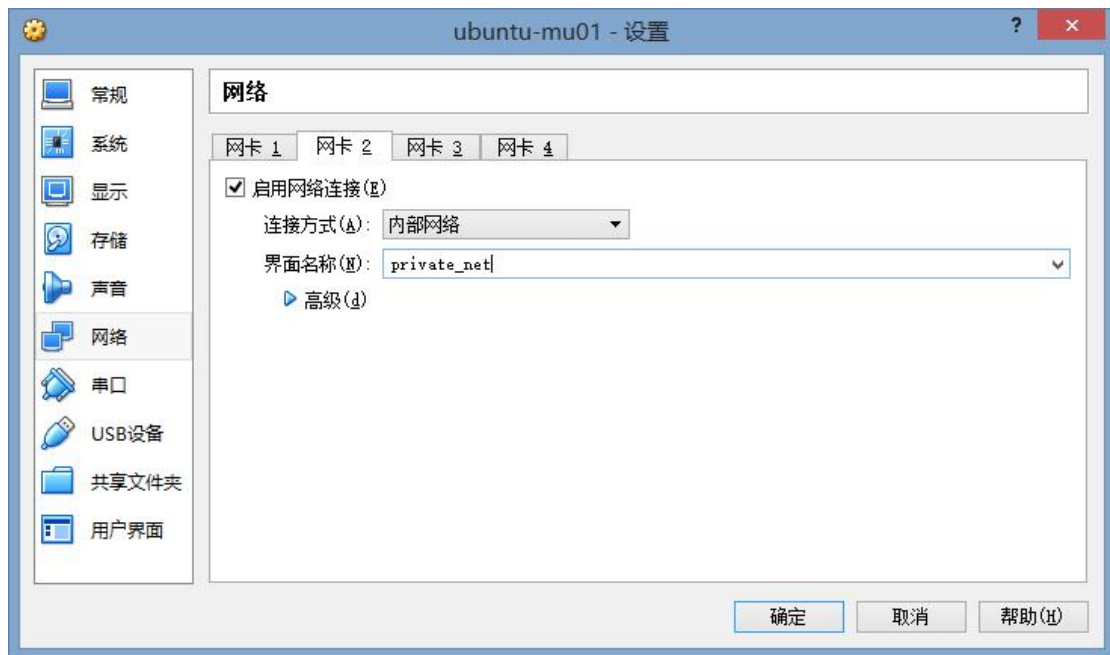 ubuntu-mu01 - 设置
?
常规
系统
显示
存储
声音
网络
串口
USB设备
共享文件夹
用户界面
网络
网卡 1 网卡 2 网卡 3 网卡 4
启用网络连接(E)
连接方式(A): 内部网络
界面名称(N): private_net
高级(d)
确定 取消 帮助(H)